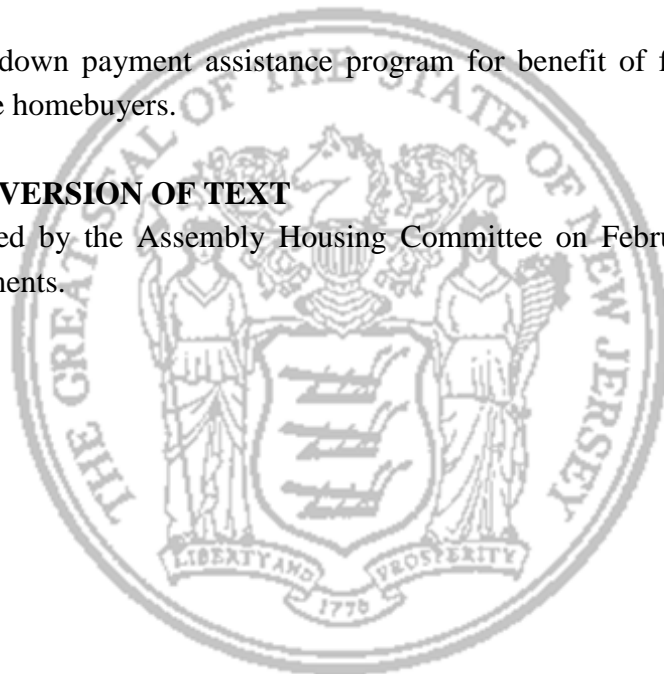 down payment assistance program for benefit of f
e homebuyers.
VERSION OF TEXT
ed by the Assembly Housing Committee on Febru
ments.
THE GREAT SEAL OF THE STATE OF NEW JERSEY
LIBERTY AND PROSPERITY
1776